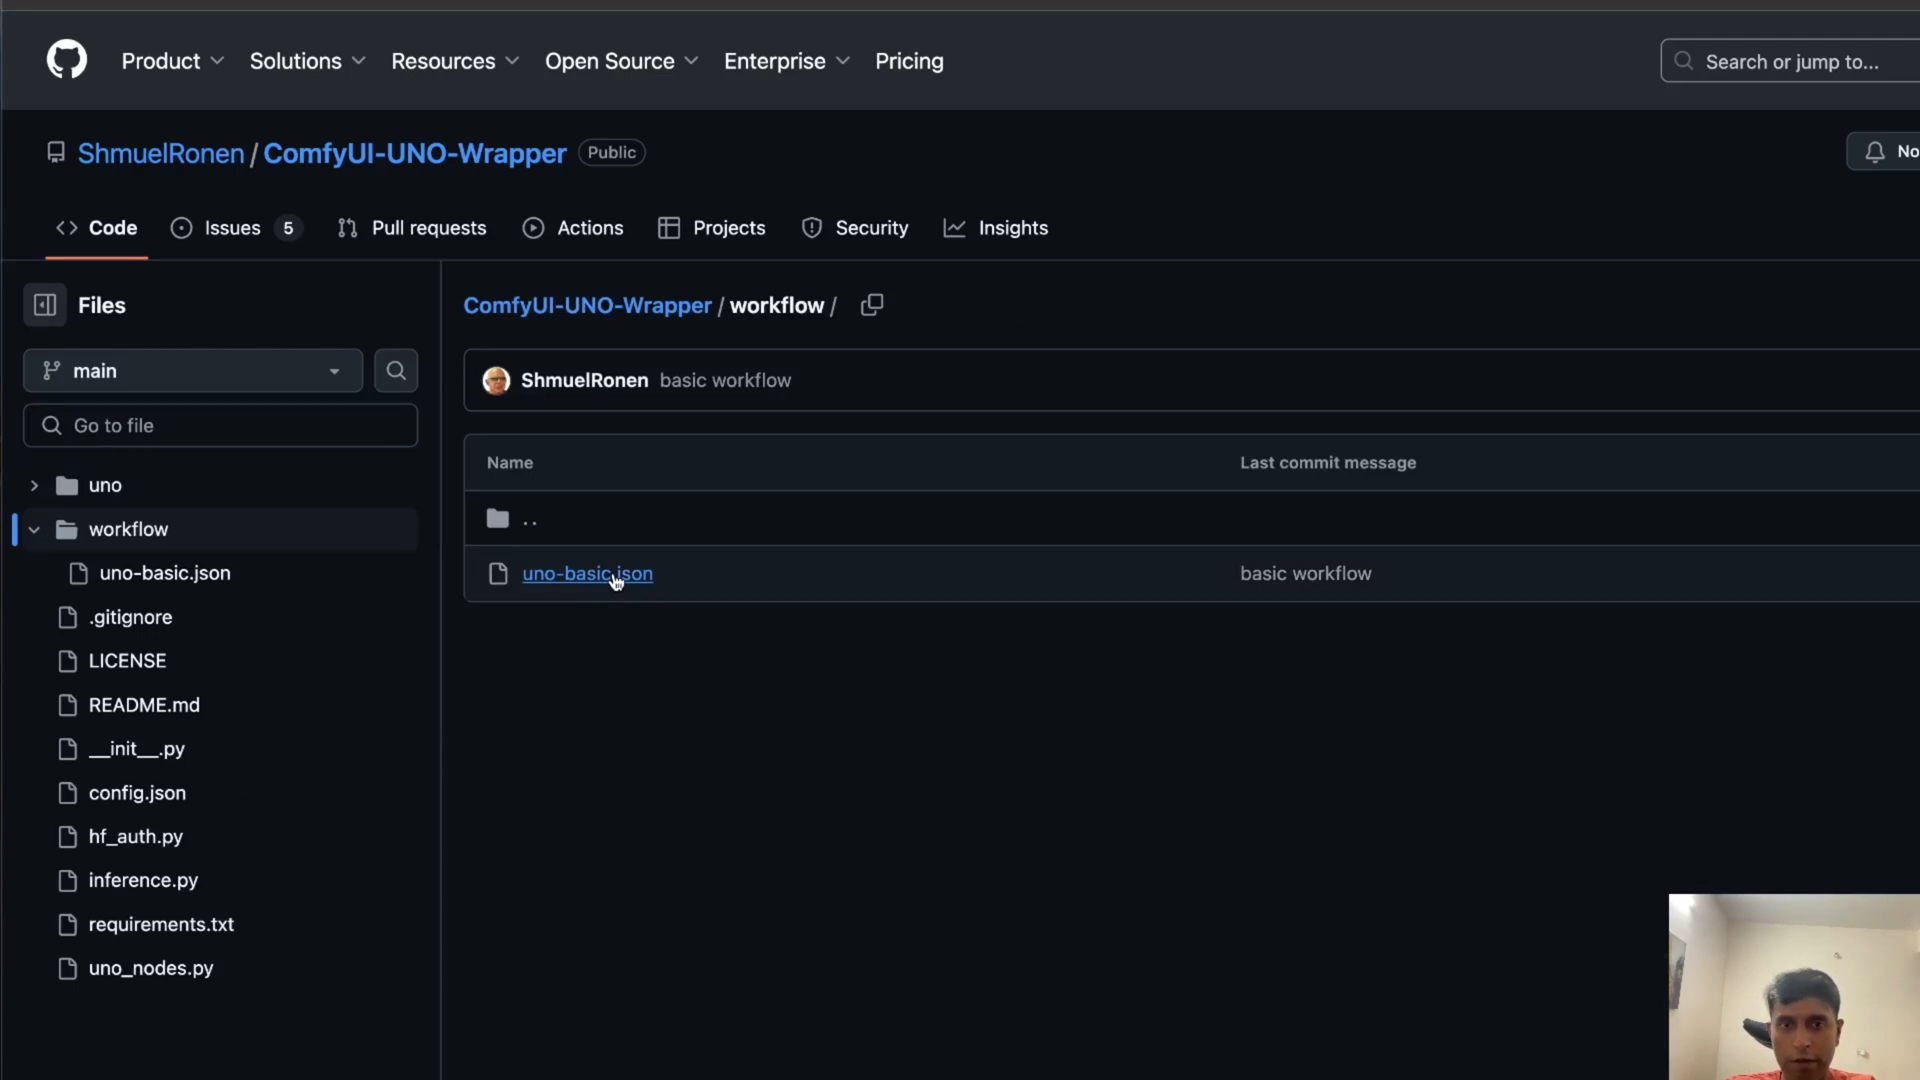 Product Solutions Resources Open Source Enterprise Pricing Search or jump to...
ShmuelRonen / ComfyUI-UNO-Wrapper Public
Code Issues 5 Pull requests Actions Projects Security Insights
Files
main
Go to file
uno
workflow
uno-basic.json
.gitignore
LICENSE
README.md
__init__.py
config.json
hf_auth.py
inference.py
requirements.txt
uno_nodes.py
ComfyUI-UNO-Wrapper / workflow /
ShmuelRonen basic workflow
Name Last commit message
..
uno-basic.json basic workflow